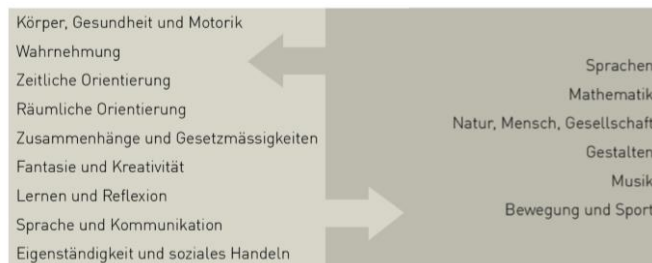 Körper, Gesundheit und Motorik
Wahrnehmung
Zeitliche Orientierung
Räumliche Orientierung
Zusammenhänge und Gesetzmässigkeiten
Fantasie und Kreativität
Lernen und Reflexion
Sprache und Kommunikation
Eigenständigkeit und soziales Handeln
Sprachen
Mathematik
Natur, Mensch, Gesellschaft
Gestalten
Musik
Bewegung und Sport